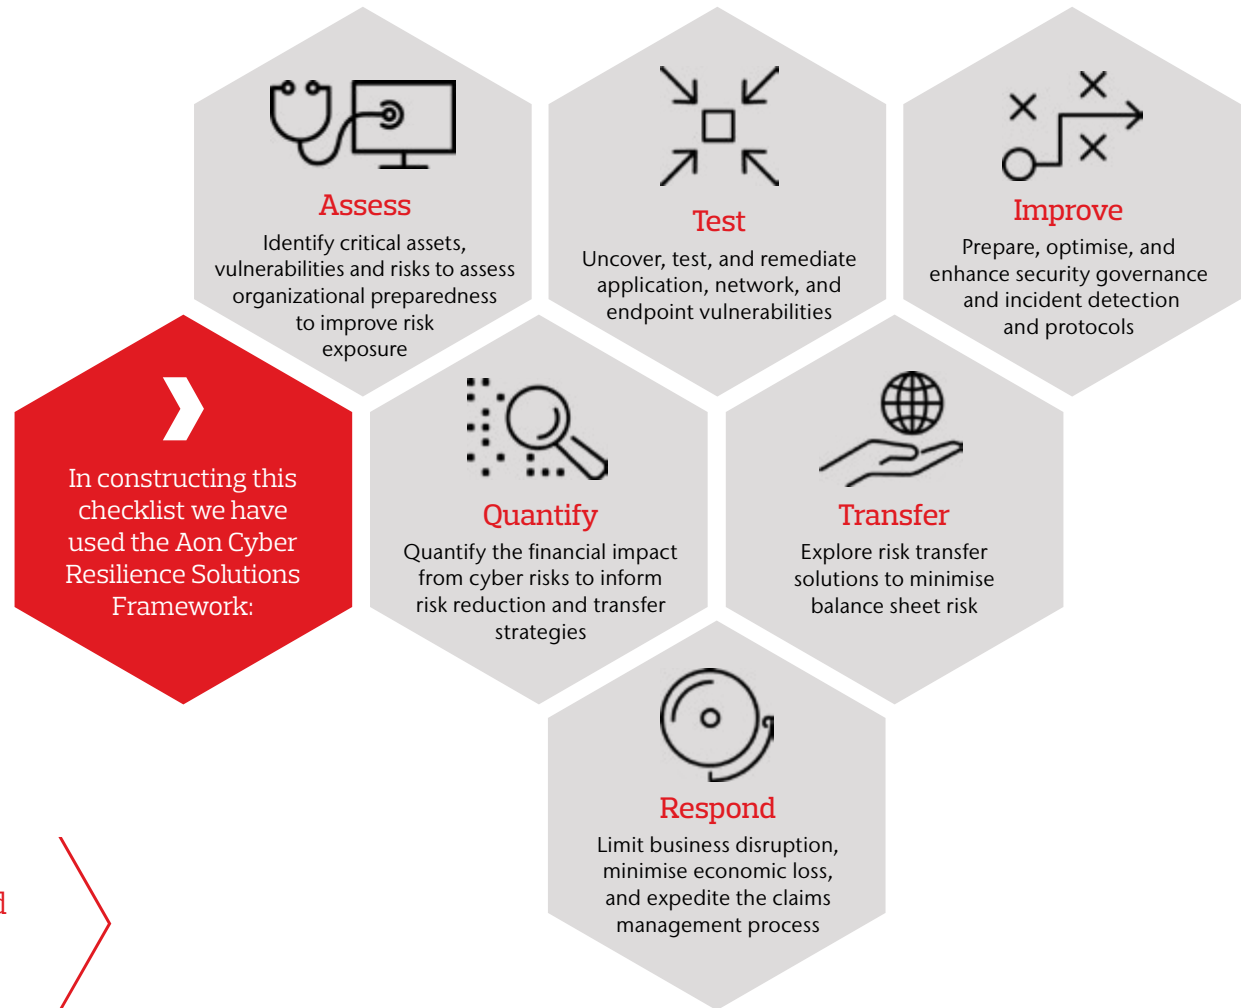 Assess
Identify critical assets,
vulnerabilities and risks to assess
organizational preparedness
to improve risk
exposure
Test
Uncover, test, and remediate
application, network, and
endpoint vulnerabilities
Improve
Prepare, optimise, and
enhance security governance
and incident detection
and protocols
In constructing this
checklist we have
used the Aon Cyber
Resilience Solutions
Framework:
Quantify
Quantify the financial impact
from cyber risks to inform
risk reduction and transfer
strategies
Transfer
Explore risk transfer
solutions to minimise
balance sheet risk
Respond
Limit business disruption,
minimise economic loss,
and expedite the claims
management process